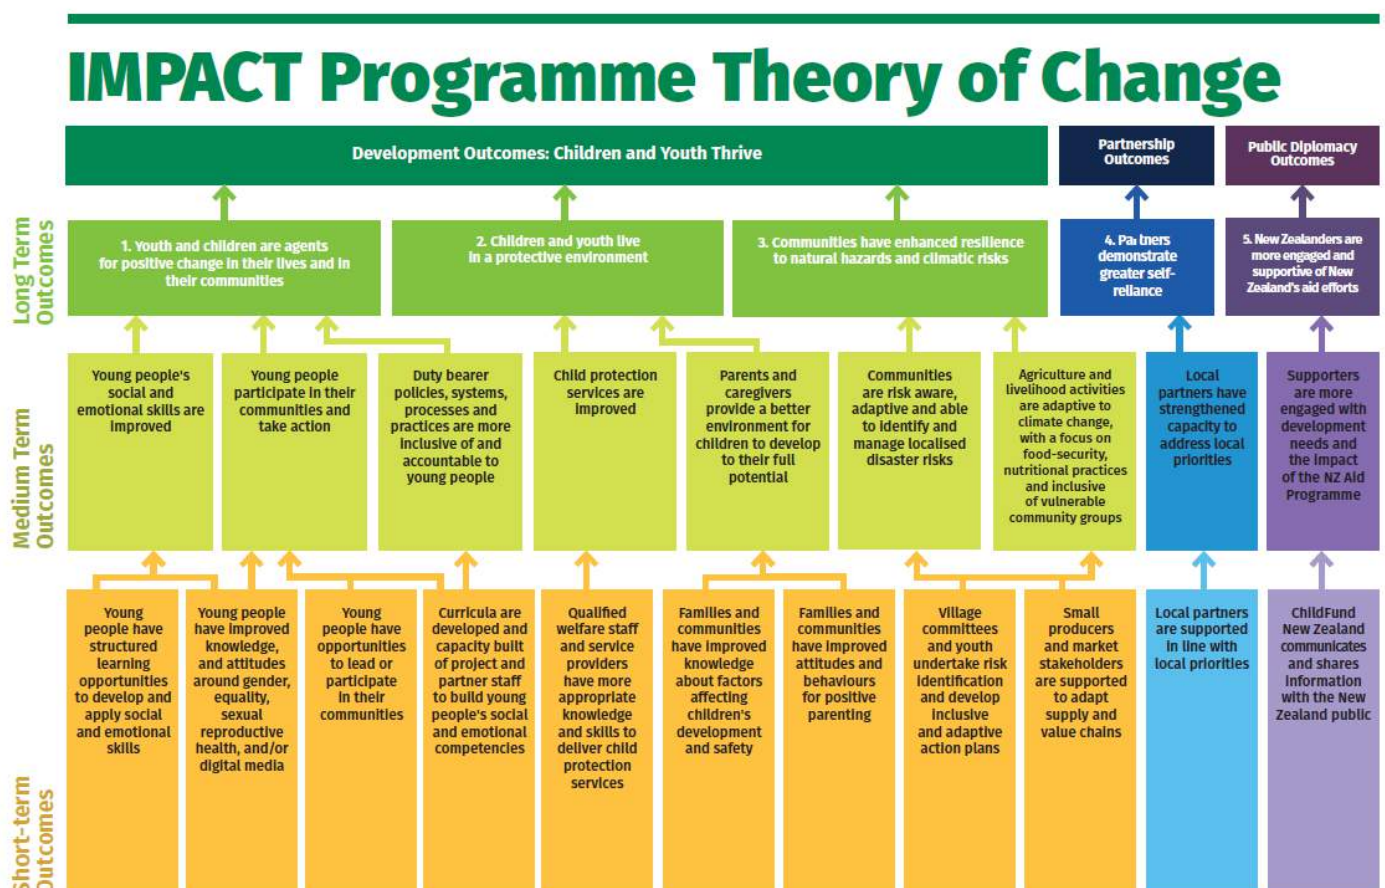 IMPACT Programme Theory of Change
Development Outcomes: Children and Youth Thrive
Partnership
Outcomes
Public Diplomacy
Outcomes
Long Term
Outcomes
1. Youth and children are agents
for positive change in their lives and in
their communities
2. Children and youth live
in a protective environment
3. Communities have enhanced resilience
to natural hazards and climatic risks
4. Partners
demonstrate
greater self-
reliance
5. New Zealanders are
more engaged and
supportive of New
Zealand's aid efforts
Medium Term
Outcomes
Young people's
social and
emotional skills are
improved
Young people
participate in their
communities and
take action
Duty bearer
policies, systems,
processes and
practices are more
inclusive of and
accountable to
young people
Child protection
services are
improved
Parents and
caregivers
provide a better
environment for
children to develop
to their full
potential
Communities
are risk aware,
adaptive and able
to identify and
manage localised
disaster risks
Agriculture and
livelihood activities
are adaptive to
climate change,
with a focus on
food-security,
nutritional practices
and inclusive
of vulnerable
community groups
Local
partners have
strengthened
capacity to
address local
priorities
Supporters
are more
engaged with
development
needs and
the impact
of the NZ Aid
Programme
Short-term
Outcomes
Young
people have
structured
learning
opportunities
to develop and
apply social
and emotional
skills
Young people
have improved
knowledge,
and attitudes
around gender,
equality,
sexual
reproductive
health, and/or
digital media
Young
people have
opportunities
to lead or
participate
in their
communities
Curricula are
developed and
capacity built
of project and
partner staff
to build young
people's social
and emotional
competencies
Qualified
welfare staff
and service
providers
have more
appropriate
knowledge
and skills to
deliver child
protection
services
Families and
communities
have improved
knowledge
about factors
affecting
children's
development
and safety
Families and
communities
have improved
attitudes and
behaviours
for positive
parenting
Village
committees
and youth
undertake risk
identification
and develop
inclusive
and adaptive
action plans
Small
producers
and market
stakeholders
are supported
to adapt
supply and
value chains
Local partners
are supported
in line with
local priorities
ChildFund
New Zealand
communicates
and shares
information
with the New
Zealand public